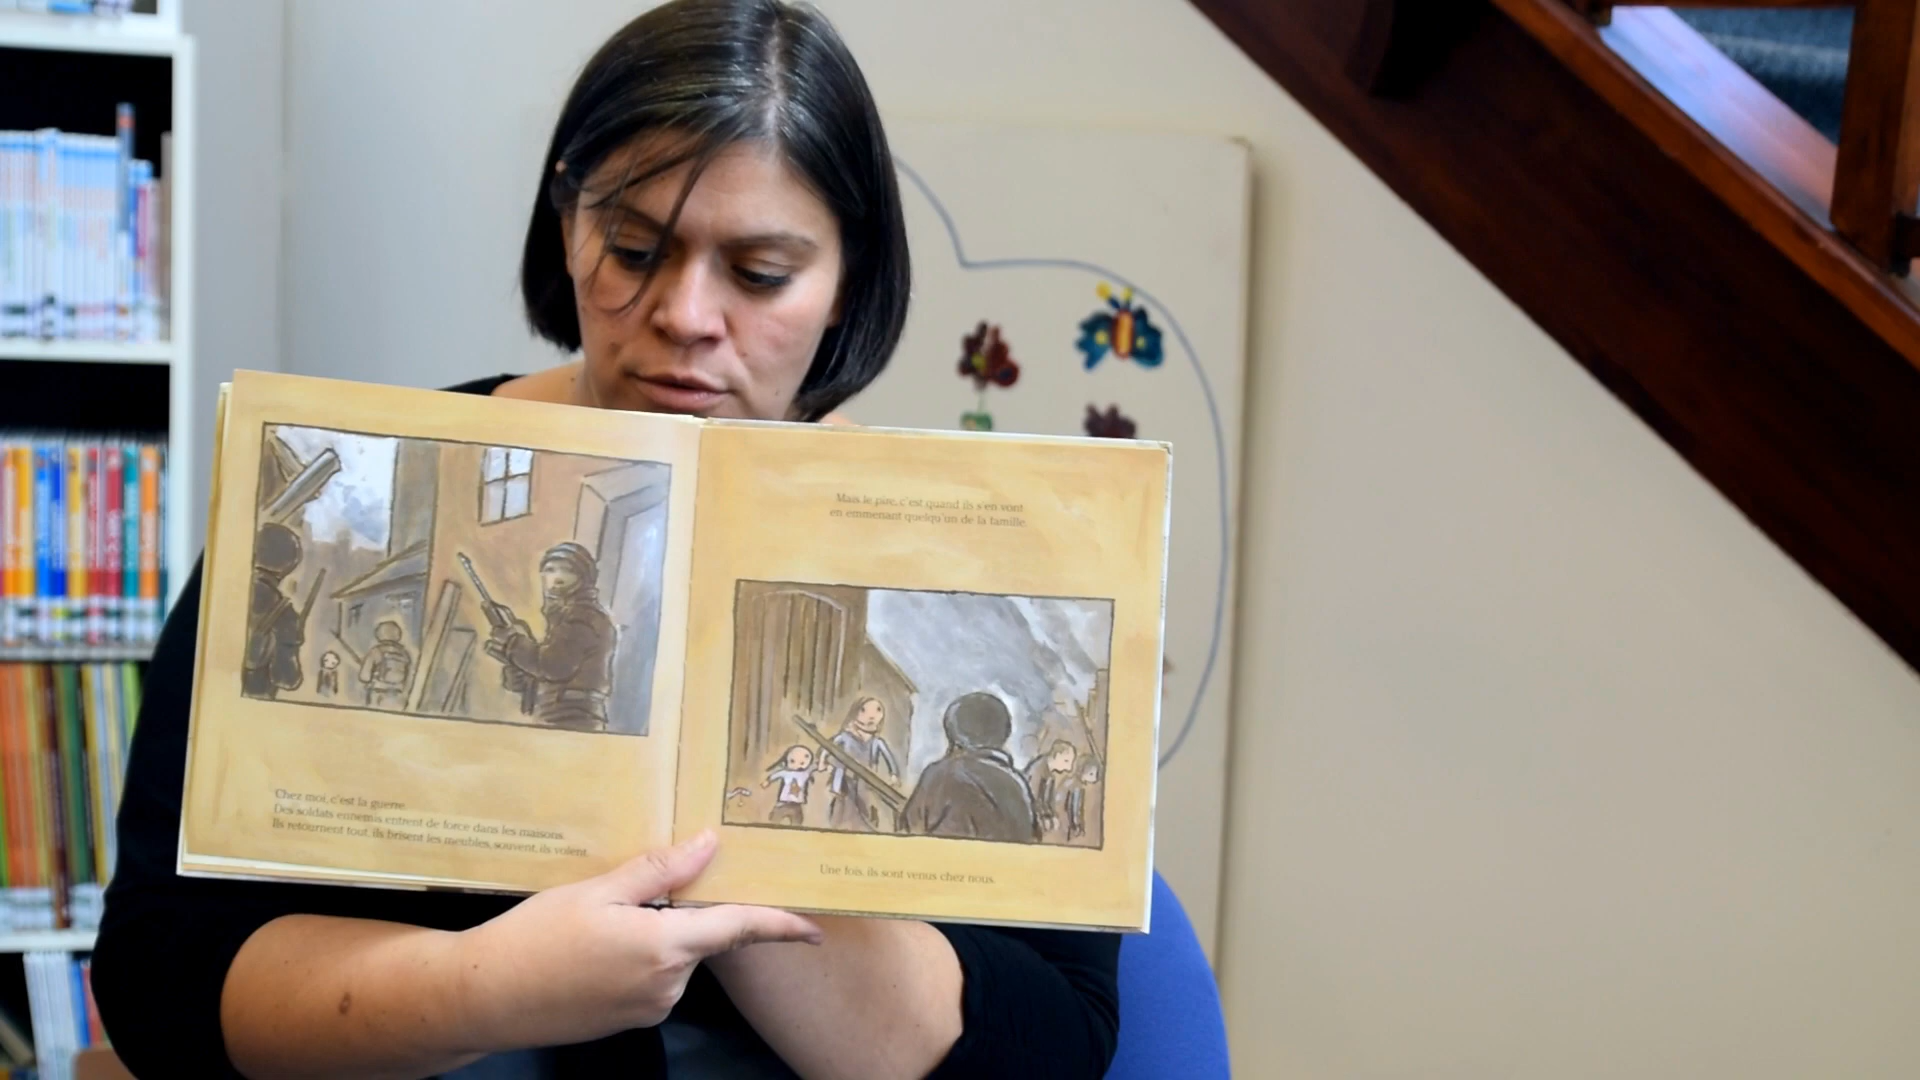 Chez moi, c'est la guerre.
Des soldats ennemis entrent de force dans les maisons.
Ils retournent tout, ils brisent les meubles, souvent, ils volent.
Mais le pire, c'est quand ils s'en vont
en emmenant quelqu'un de la famille.
Une fois, ils sont venus chez nous.